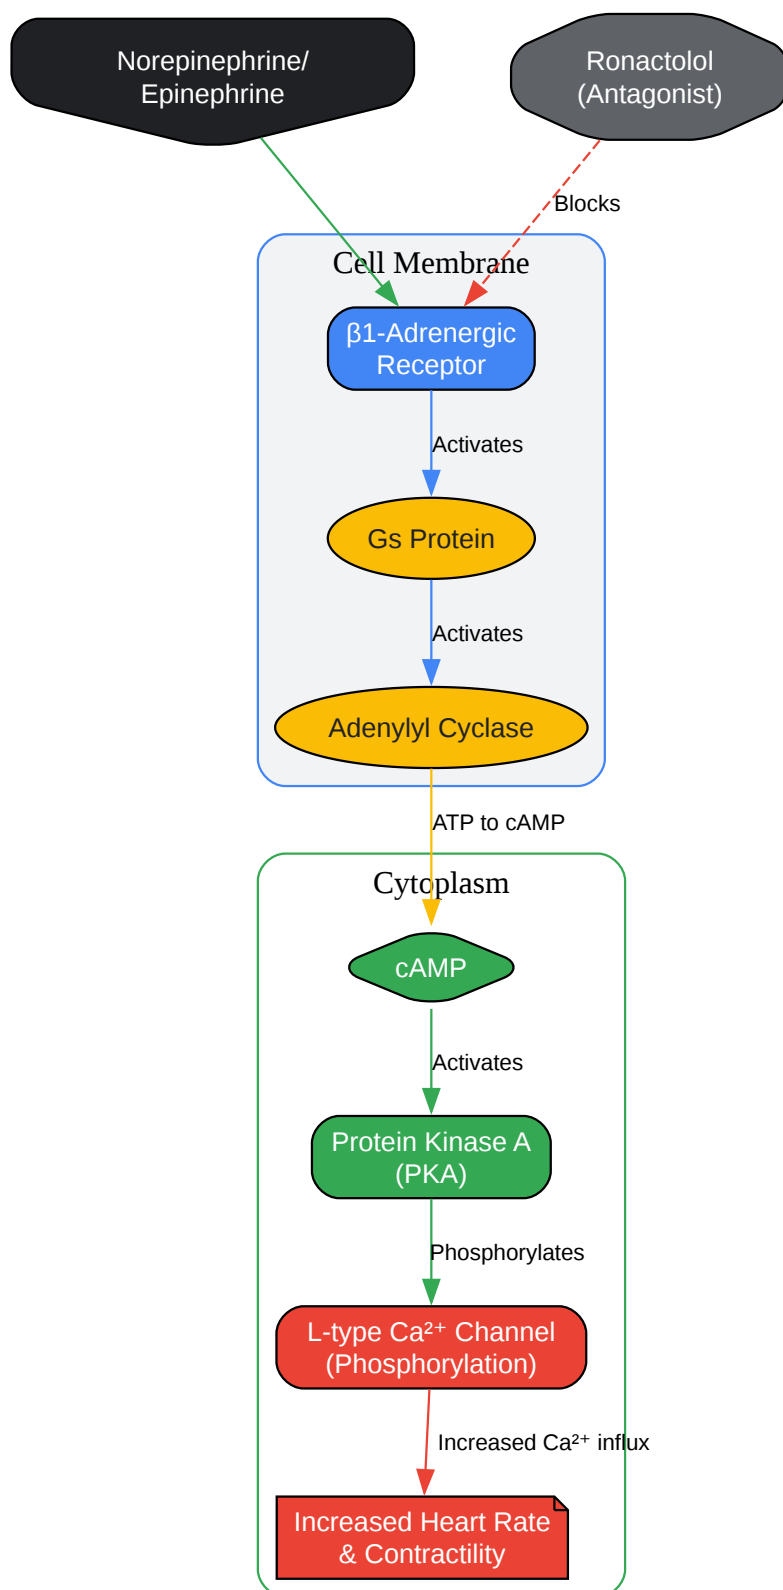 Norepinephrine/
Epinephrine
Ronactolol
(Antagonist)
Blocks
Cell Membrane
β1-Adrenergic
Receptor
Activates
Gs Protein
Activates
Adenylyl Cyclase
ATP to cAMP
Cytoplasm
cAMP
Activates
Protein Kinase A
(PKA)
Phosphorylates
L-type Ca²⁺ Channel
(Phosphorylation)
Increased Ca²⁺ influx
Increased Heart Rate
& Contractility